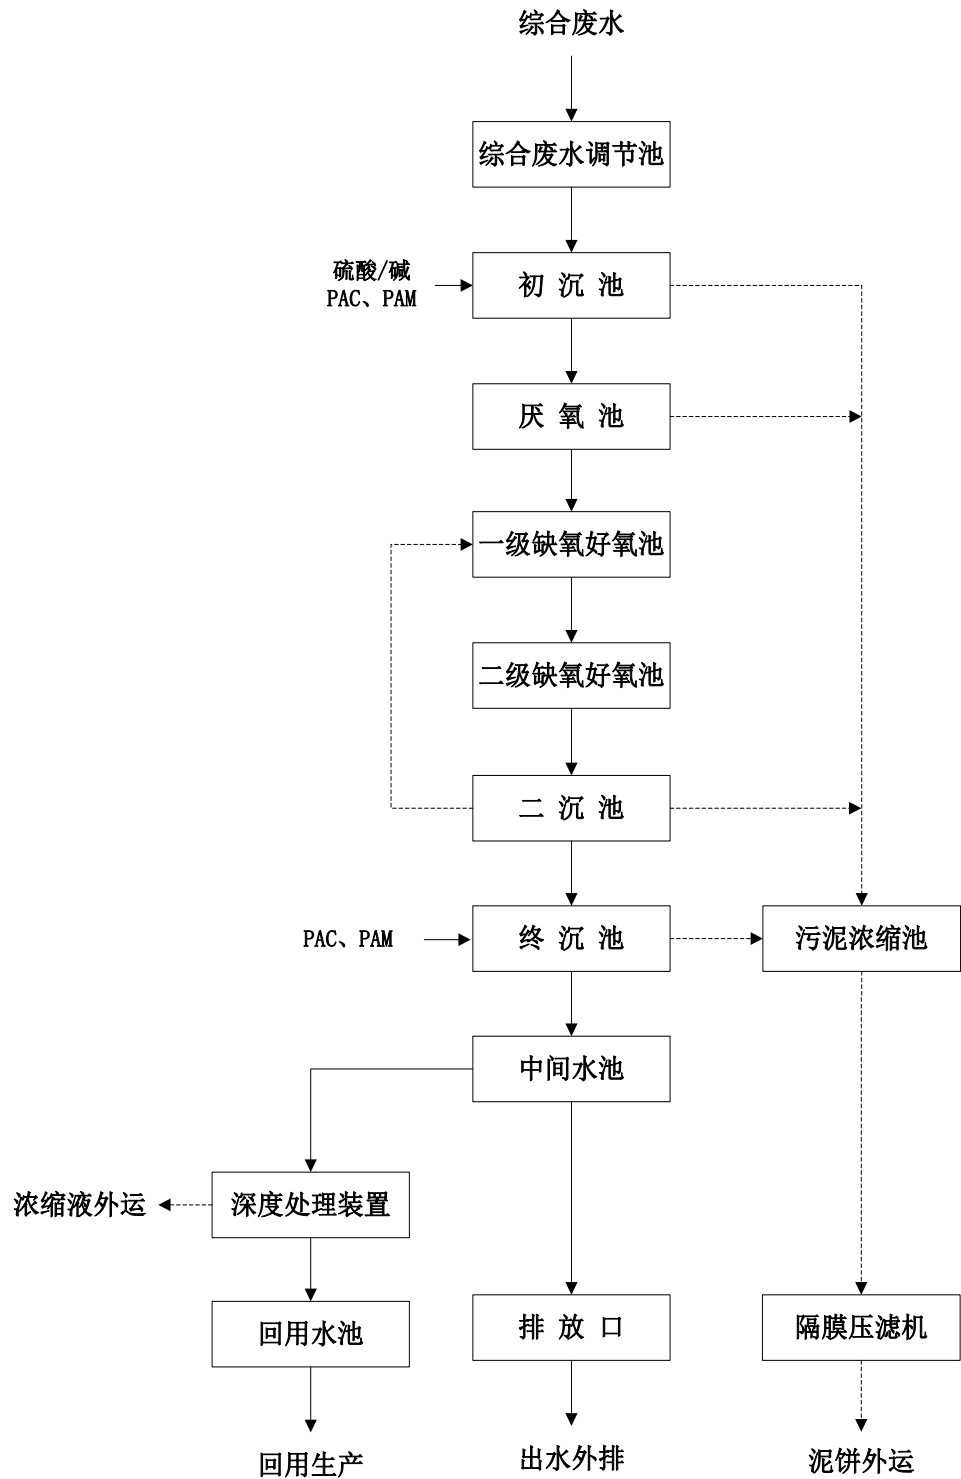 综合废水
综合废水调节池
硫酸/碱
PAC、PAM
初 沉 池
厌 氧 池
一级缺氧好氧池
二级缺氧好氧池
二 沉 池
PAC、PAM
终 沉 池
污泥浓缩池
中间水池
浓缩液外运
深度处理装置
回用水池
排 放 口
隔膜压滤机
回用生产
出水外排
泥饼外运